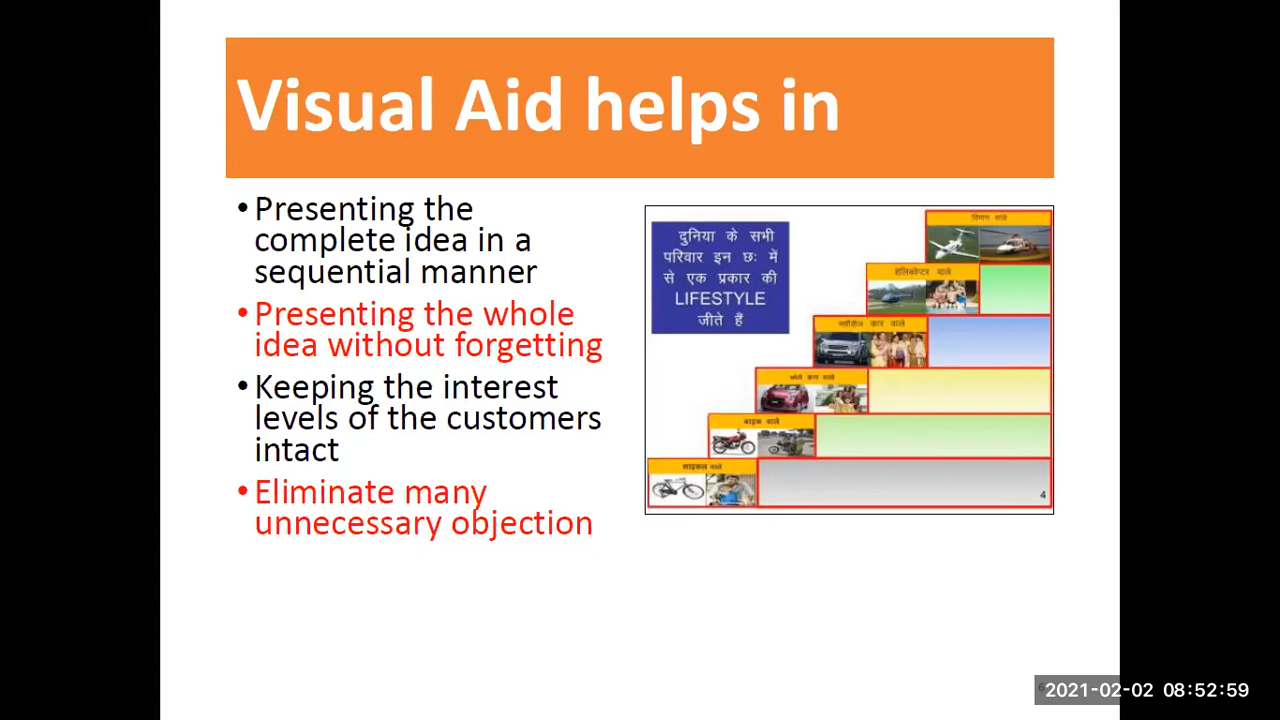 Visual Aid helps in
•Presenting the
complete idea in a
sequential manner
•Presenting the whole
idea without forgetting
•Keeping the interest
levels of the customers
intact
•Eliminate many
unnecessary objection
दुनिया के सभी
परिवार इन छः में
से एक प्रकार की
LIFESTYLE
जीते हैं
विमान वाले
हेलिकोप्टर वाले
कार वाले
वाले
बाइक वाले
साइकल वाले
4
2021-02-02 08:52:59